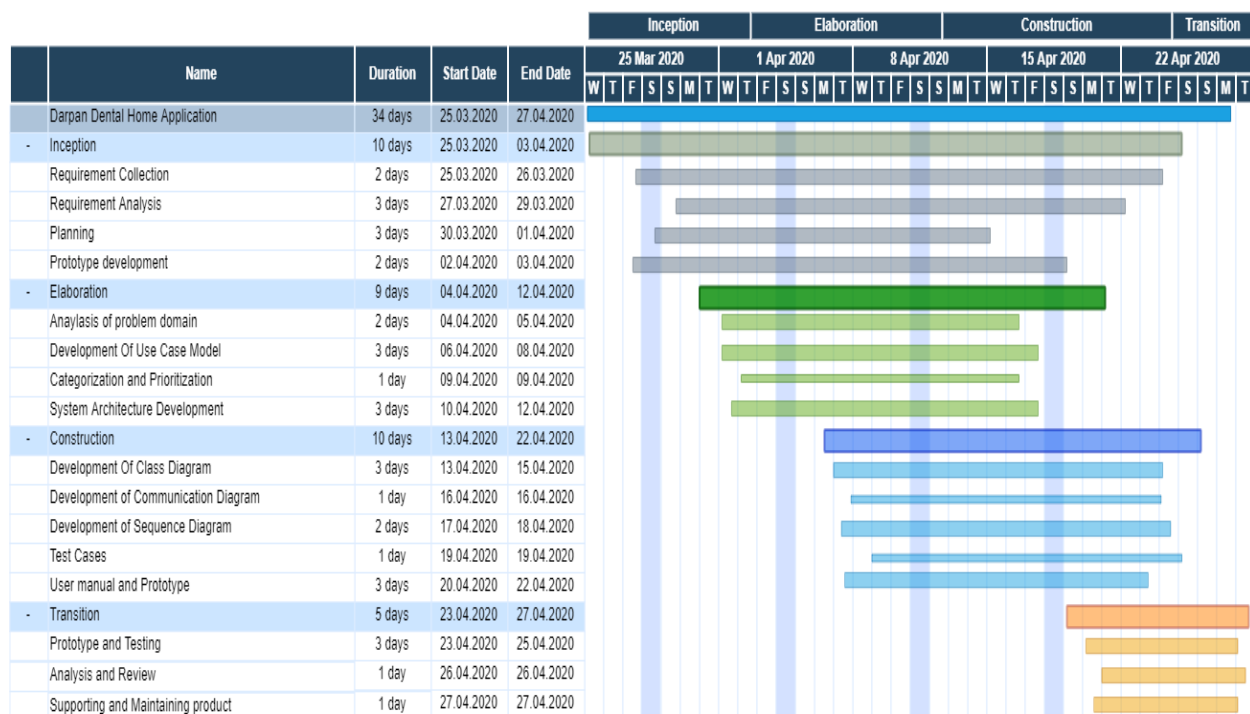 Inception Elaboration Construction Transition
Name Duration Start Date End Date 25 Mar 2020 1 Apr 2020 8 Apr 2020 15 Apr 2020 22 Apr 2020
W T F S S M T W T F S S M T W T F S S M T W T F S S M T W T F S S M T
Darpan Dental Home Application 34 days 25.03.2020 27.04.2020
- Inception 10 days 25.03.2020 03.04.2020
Requirement Collection 2 days 25.03.2020 26.03.2020
Requirement Analysis 3 days 27.03.2020 29.03.2020
Planning 3 days 30.03.2020 01.04.2020
Prototype development 2 days 02.04.2020 03.04.2020
- Elaboration 9 days 04.04.2020 12.04.2020
Anaylasis of problem domain 2 days 04.04.2020 05.04.2020
Development Of Use Case Model 3 days 06.04.2020 08.04.2020
Categorization and Prioritization 1 day 09.04.2020 09.04.2020
System Architecture Development 3 days 10.04.2020 12.04.2020
- Construction 10 days 13.04.2020 22.04.2020
Development Of Class Diagram 3 days 13.04.2020 15.04.2020
Development of Communication Diagram 1 day 16.04.2020 16.04.2020
Development of Sequence Diagram 2 days 17.04.2020 18.04.2020
Test Cases 1 day 19.04.2020 19.04.2020
User manual and Prototype 3 days 20.04.2020 22.04.2020
- Transition 5 days 23.04.2020 27.04.2020
Prototype and Testing 3 days 23.04.2020 25.04.2020
Analysis and Review 1 day 26.04.2020 26.04.2020
Supporting and Maintaining product 1 day 27.04.2020 27.04.2020